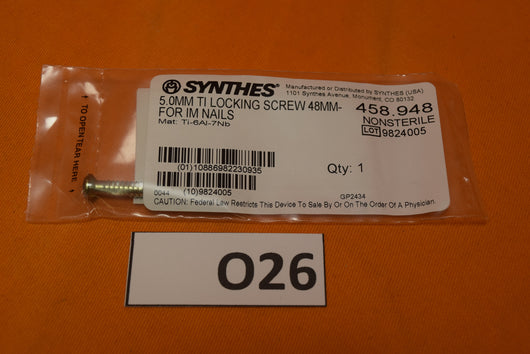 SYNTHES®
Manufactured or Distributed by SYNTHES (USA)
1101 Synthes Avenue, Monument, CO 80132
5.0MM TI LOCKING SCREW 48MM-
FOR IM NAILS
Mat: Ti-6Al-7Nb
458.948
NONSTERILE
LOT 9824005
(01)10886982230935
Qty: 1
(10)9824005
GP2434
CAUTION: Federal Law Restricts This Device To Sale By or On The Order Of A Physician.
↑ TO OPEN TEAR HERE ↑
O26